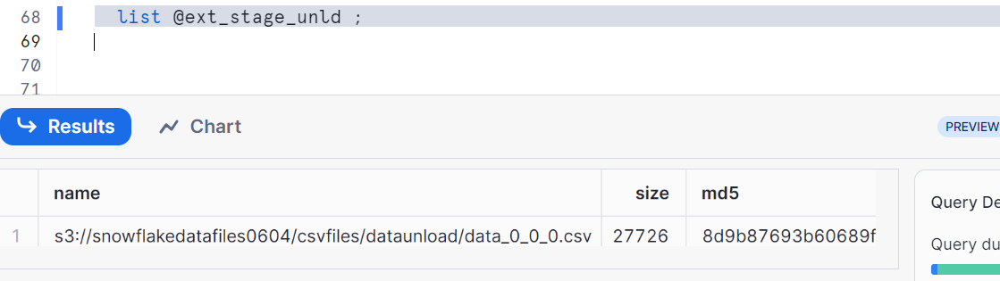 68 list @ext_stage_unld ;
69
70
71
Results Chart PREVIEW
name size md5
1 s3://snowflakedatafiles0604/csvfiles/dataunload/data_0_0_0.csv 27726 8d9b87693b60689f
Query De
Query du